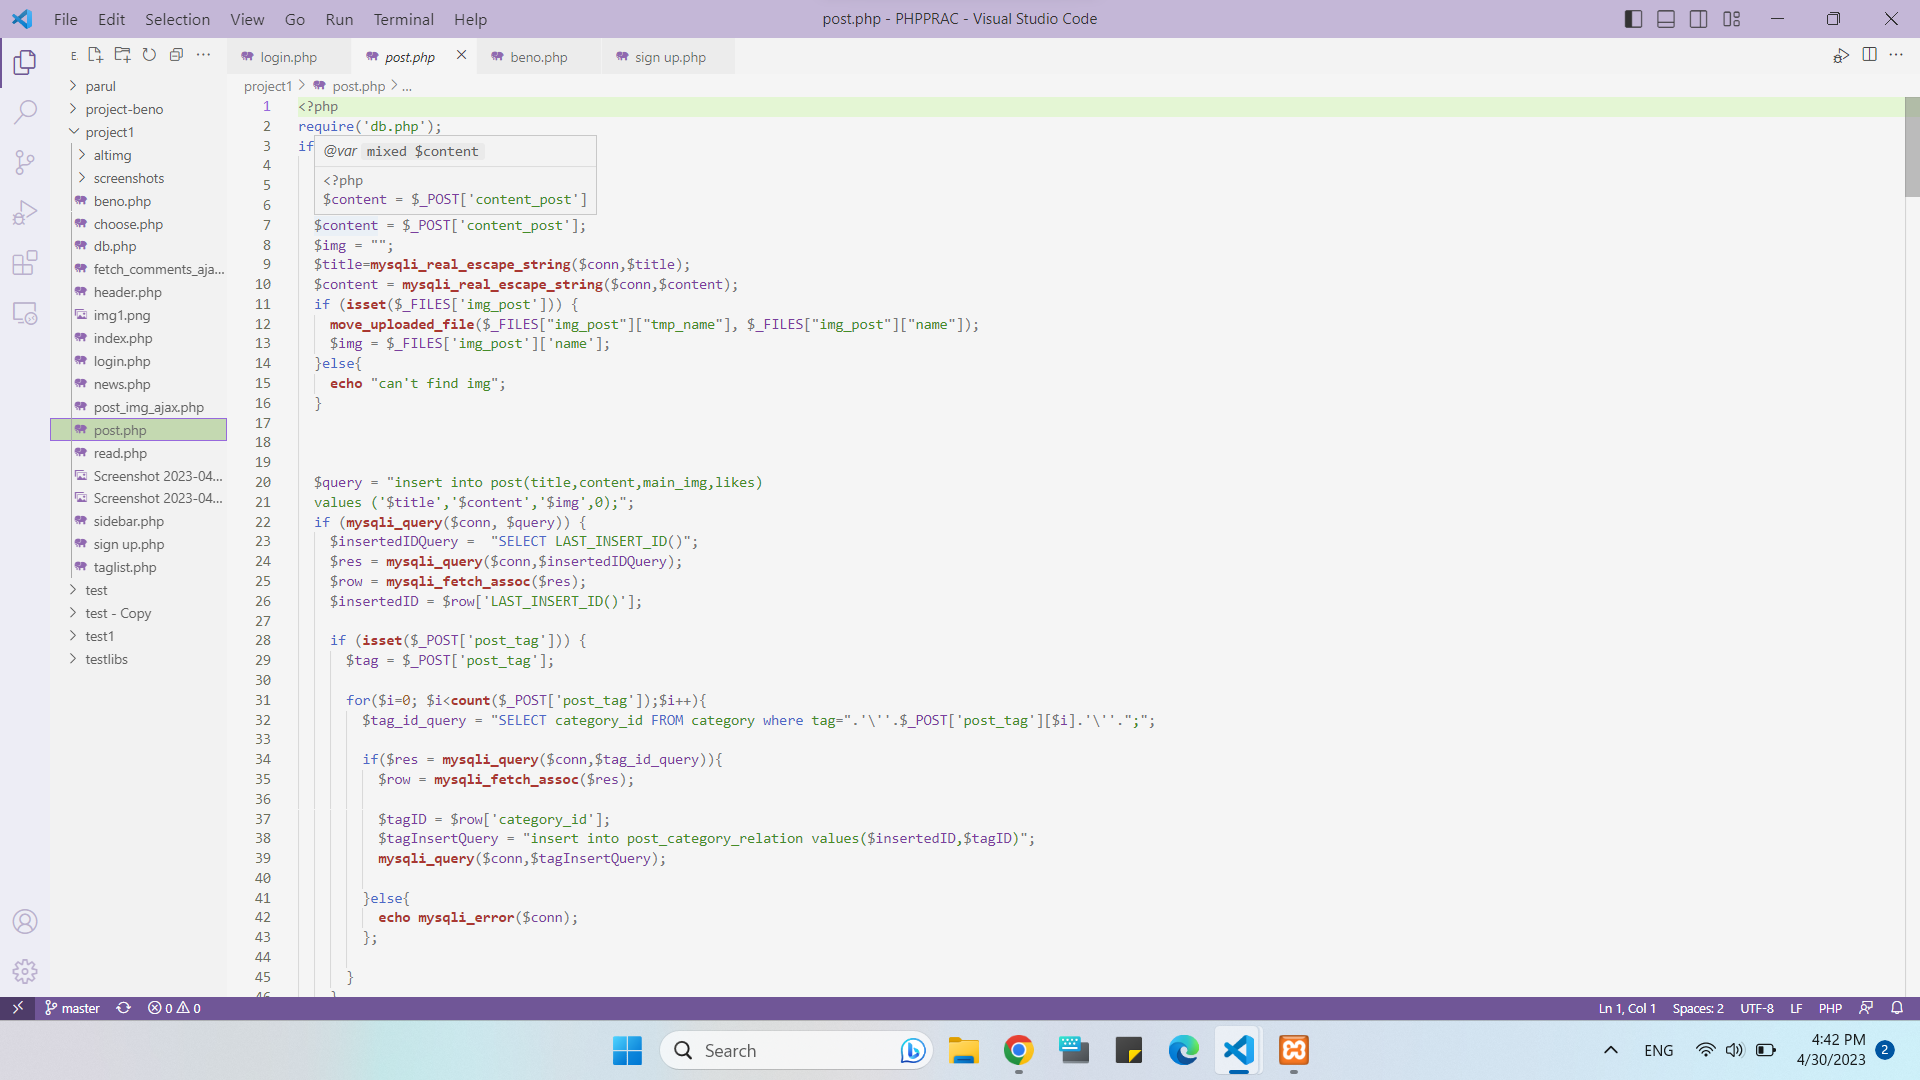 File Edit Selection View Go Run Terminal Help
post.php - PHPPRAC - Visual Studio Code
E
login.php
post.php
beno.php
sign up.php
parul
project-beno
project1
altimg
screenshots
beno.php
choose.php
db.php
fetch_comments_aja...
header.php
img1.png
index.php
login.php
news.php
post_img_ajax.php
post.php
read.php
Screenshot 2023-04...
Screenshot 2023-04...
sidebar.php
sign up.php
taglist.php
test
test - Copy
test1
testlibs
project1 > post.php > ...
1 <?php
2 require('db.php');
3 if
@var mixed $content
<?php
$content = $_POST['content_post']
4
5
6
7 $content = $_POST['content_post'];
8 $img = "";
9 $title=mysqli_real_escape_string($conn,$title);
10 $content = mysqli_real_escape_string($conn,$content);
11 if (isset($_FILES['img_post'])) {
12 move_uploaded_file($_FILES["img_post"]["tmp_name"], $_FILES["img_post"]["name"]);
13 $img = $_FILES['img_post']['name'];
14 }else{
15 echo "can't find img";
16 }
17
18
19
20 $query = "insert into post(title,content,main_img,likes)
21 values ('$title','$content','$img',0);";
22 if (mysqli_query($conn, $query)) {
23 $insertedIDQuery =  "SELECT LAST_INSERT_ID()";
24 $res = mysqli_query($conn,$insertedIDQuery);
25 $row = mysqli_fetch_assoc($res);
26 $insertedID = $row['LAST_INSERT_ID()'];
27
28 if (isset($_POST['post_tag'])) {
29 $tag = $_POST['post_tag'];
30
31 for($i=0; $i<count($_POST['post_tag']);$i++){
32 $tag_id_query = "SELECT category_id FROM category where tag=".'\''.$_POST['post_tag'][$i].'\''.";";
33
34 if($res = mysqli_query($conn,$tag_id_query)){
35 $row = mysqli_fetch_assoc($res);
36
37 $tagID = $row['category_id'];
38 $tagInsertQuery = "insert into post_category_relation values($insertedID,$tagID)";
39 mysqli_query($conn,$tagInsertQuery);
40
41 }else{
42 echo mysqli_error($conn);
43 };
44
45 }
46 }
master 0 0
Ln 1, Col 1 Spaces: 2 UTF-8 LF PHP
Search
ENG
4:42 PM
4/30/2023
2